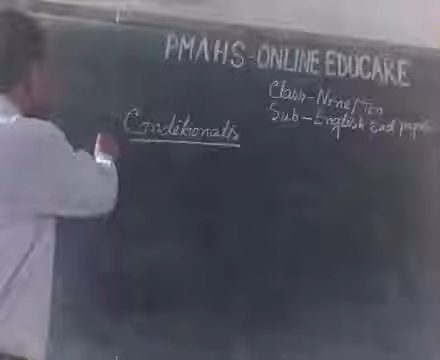 PMAHS-ONLINE EDUCARE
Class-Nine/Ten
Sub-English 2nd paper
Conditionals